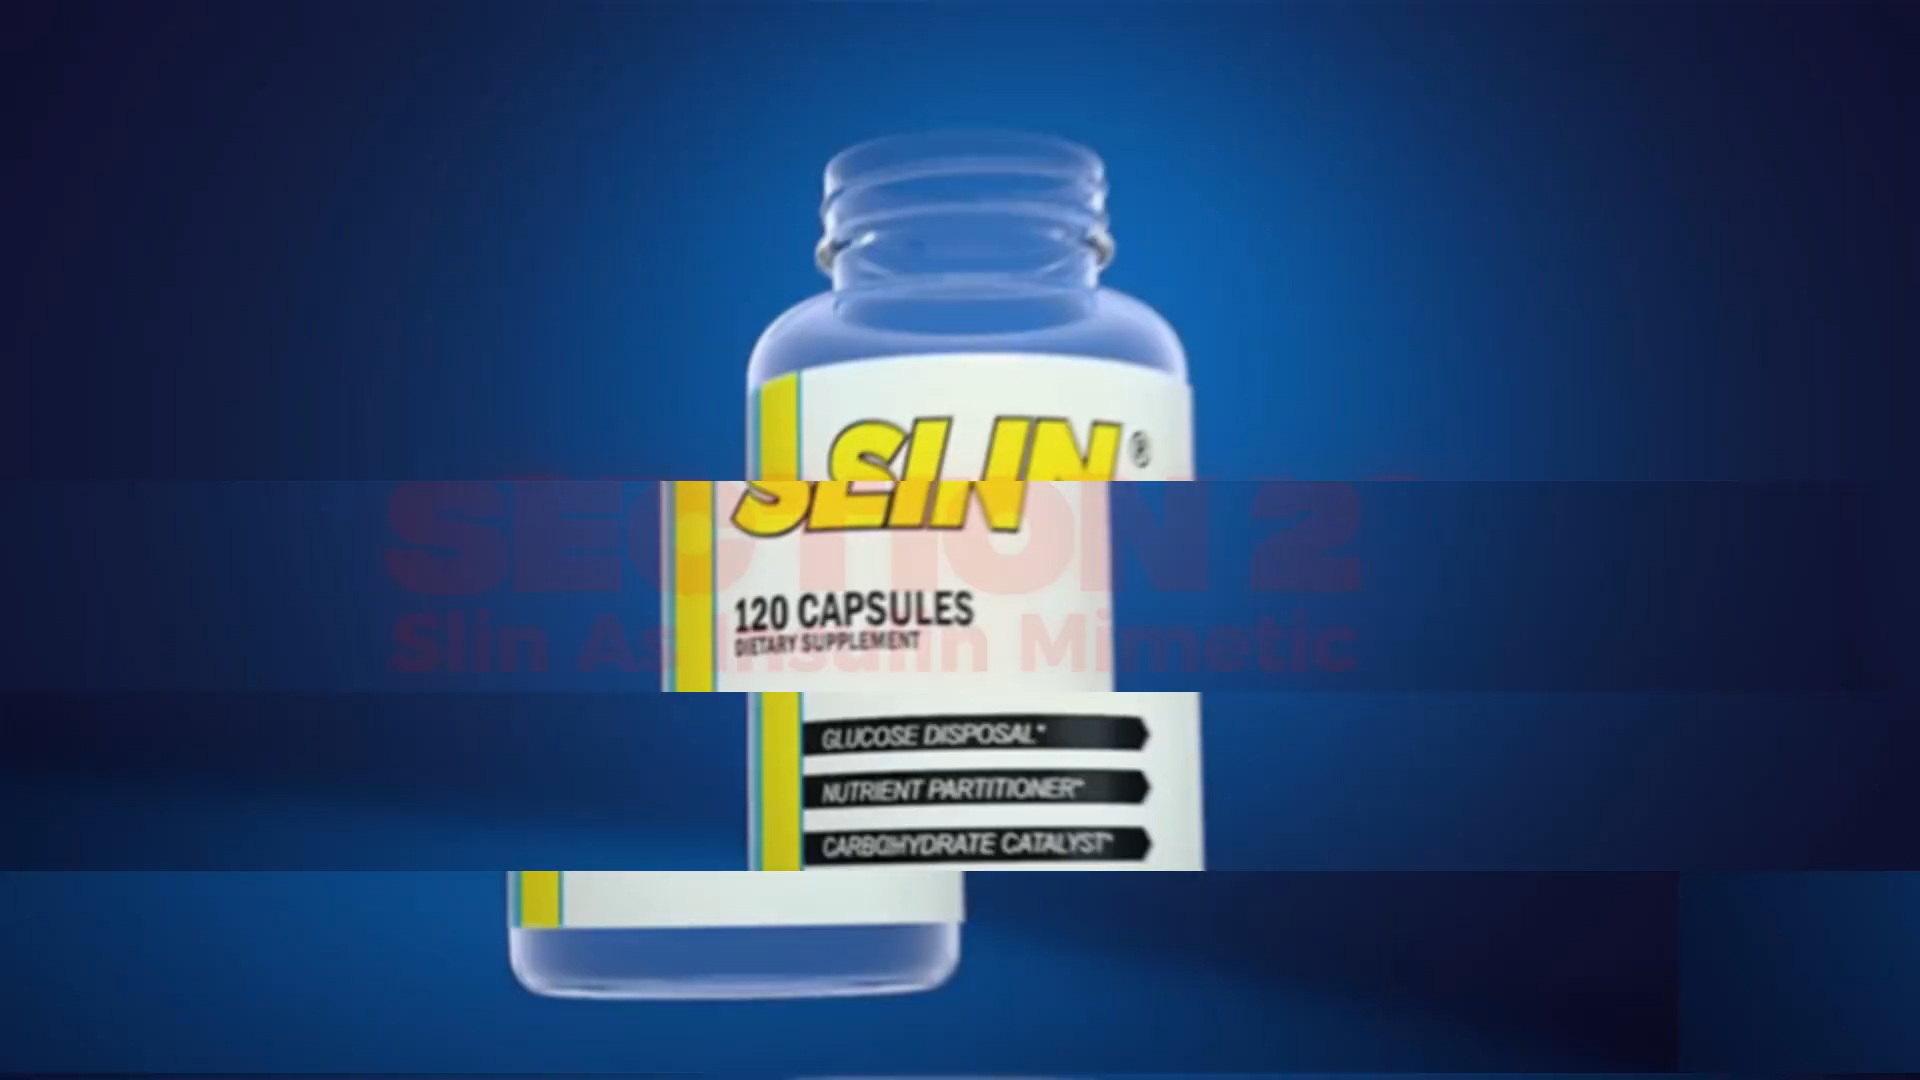 SLIN®
SECTION 2
120 CAPSULES
DIETARY SUPPLEMENT
Slin As Insulin Mimetic
GLUCOSE DISPOSAL*
NUTRIENT PARTITIONER*
CARBOHYDRATE CATALYST*